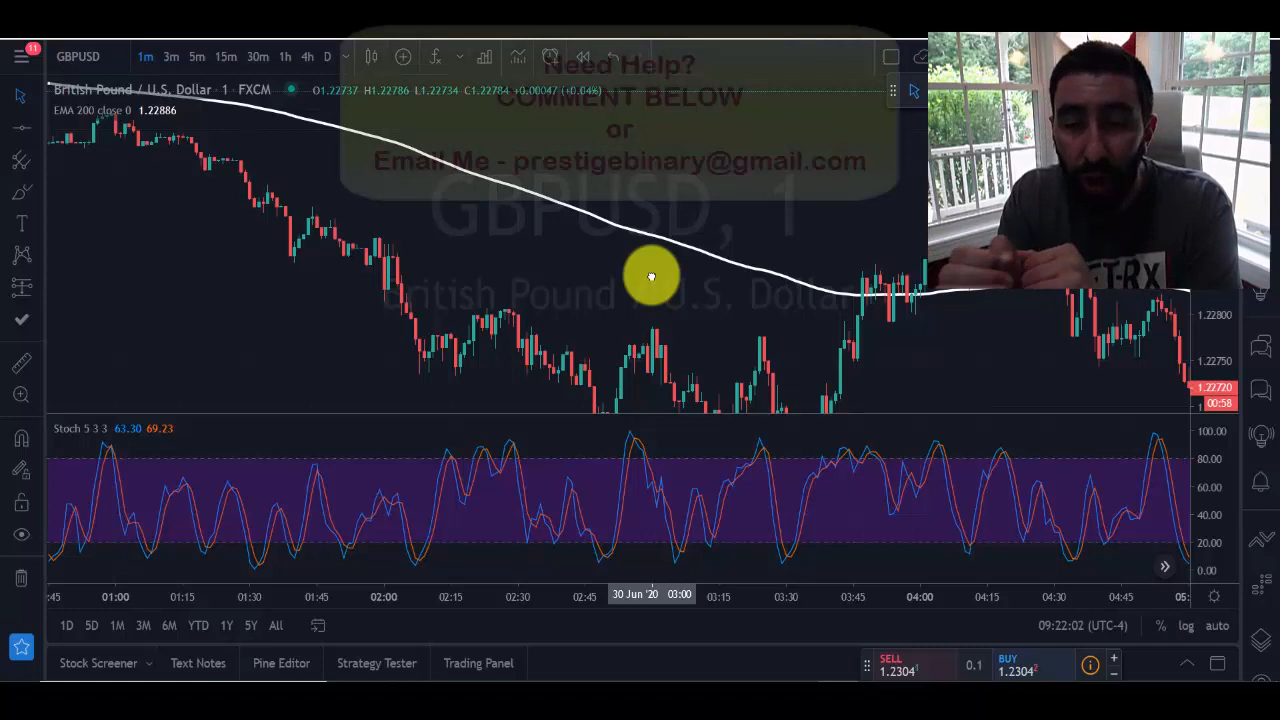 Need Help?
COMMENT BELOW
or
Email Me - prestigebinary@gmail.com
11
GBPUSD 1m 3m 5m 15m 30m 1h 4h D
British Pound / U.S. Dollar · 1 · FXCM O1.22737 H1.22786 L1.22734 C1.22784 +0.00047 (+0.04%)
EMA 200 close 0 1.22886
GBPUSD, 1
British Pound / U.S. Dollar
ET-RX
1.22800
1.22750
1.22720
00:58
Stoch 5 3 3 63.30 69.23
100.00
80.00
60.00
40.00
20.00
0.00
:45 01:00 01:15 01:30 01:45 02:00 02:15 02:30 02:45 30 Jun '20 03:00 03:15 03:30 03:45 04:00 04:15 04:30 04:45 05:
1D 5D 1M 3M 6M YTD 1Y 5Y All 09:22:02 (UTC-4) % log auto
Stock Screener Text Notes Pine Editor Strategy Tester Trading Panel
SELL 0.1 BUY
1.2304¹ 1.2304²